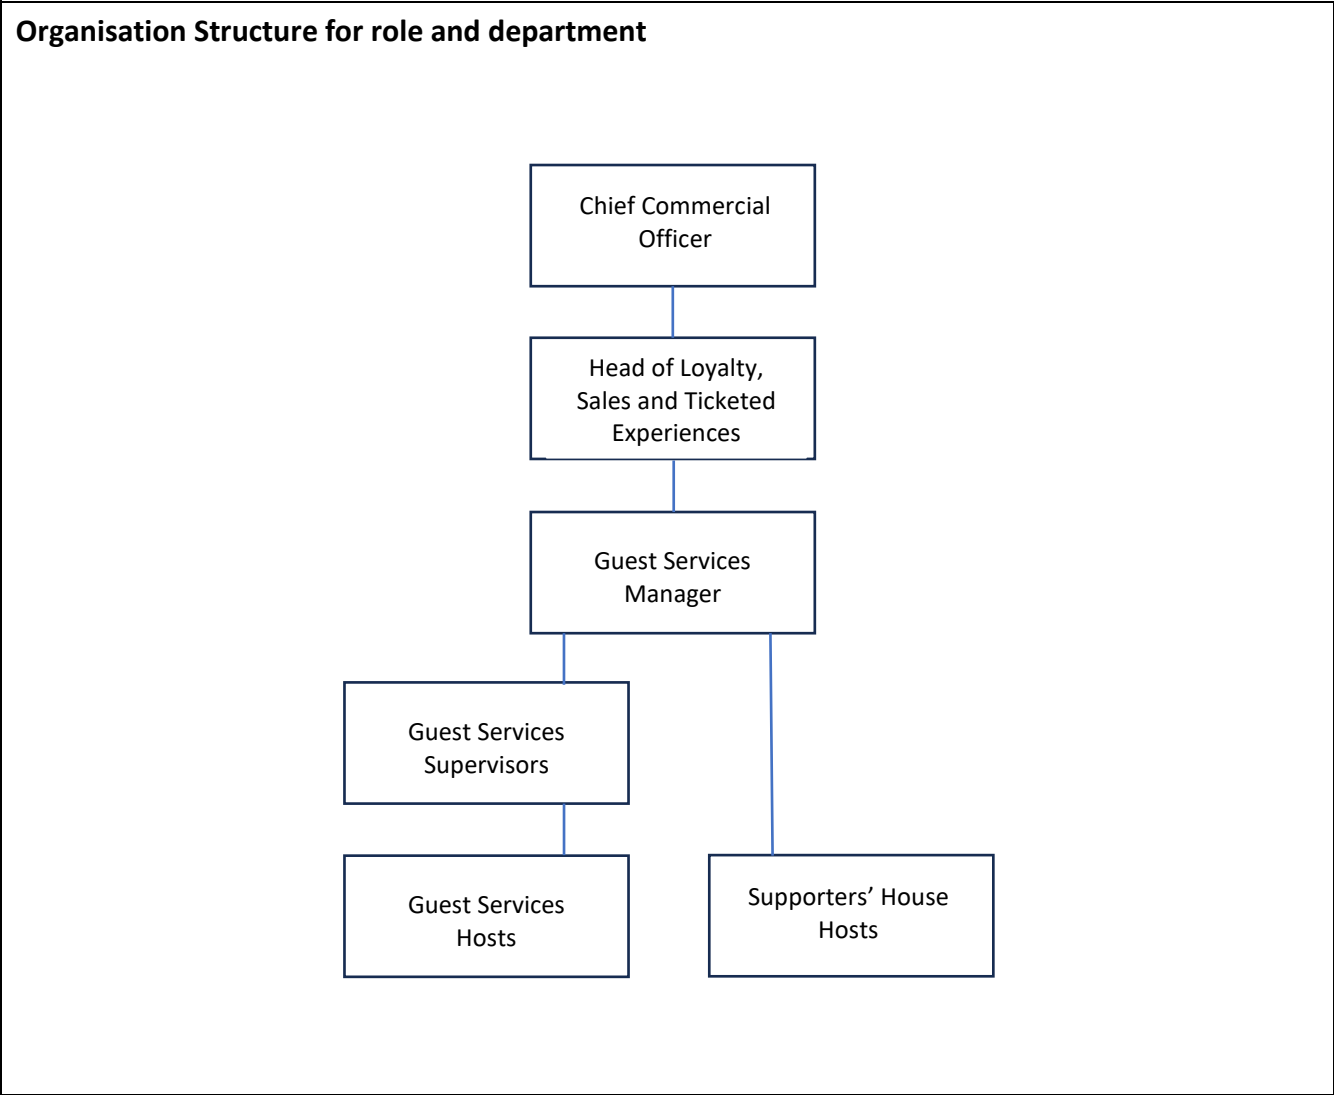 Organisation Structure for role and department
Chief Commercial
Officer
Head of Loyalty,
Sales and Ticketed
Experiences
Guest Services
Manager
Guest Services
Supervisors
Guest Services
Hosts
Supporters’ House
Hosts